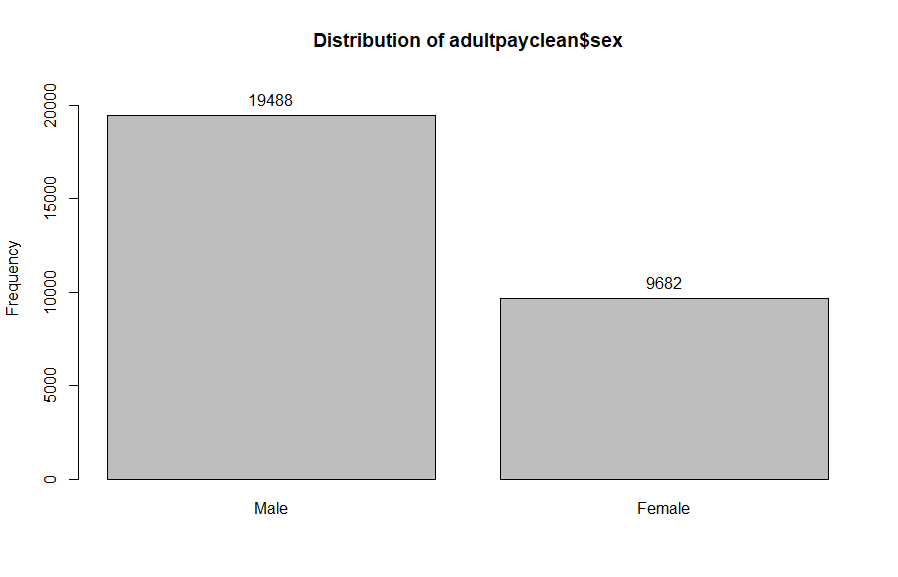 Distribution of adultpayclean$sex
Frequency
20000
15000
10000
5000
0
19488
9682
Male
Female